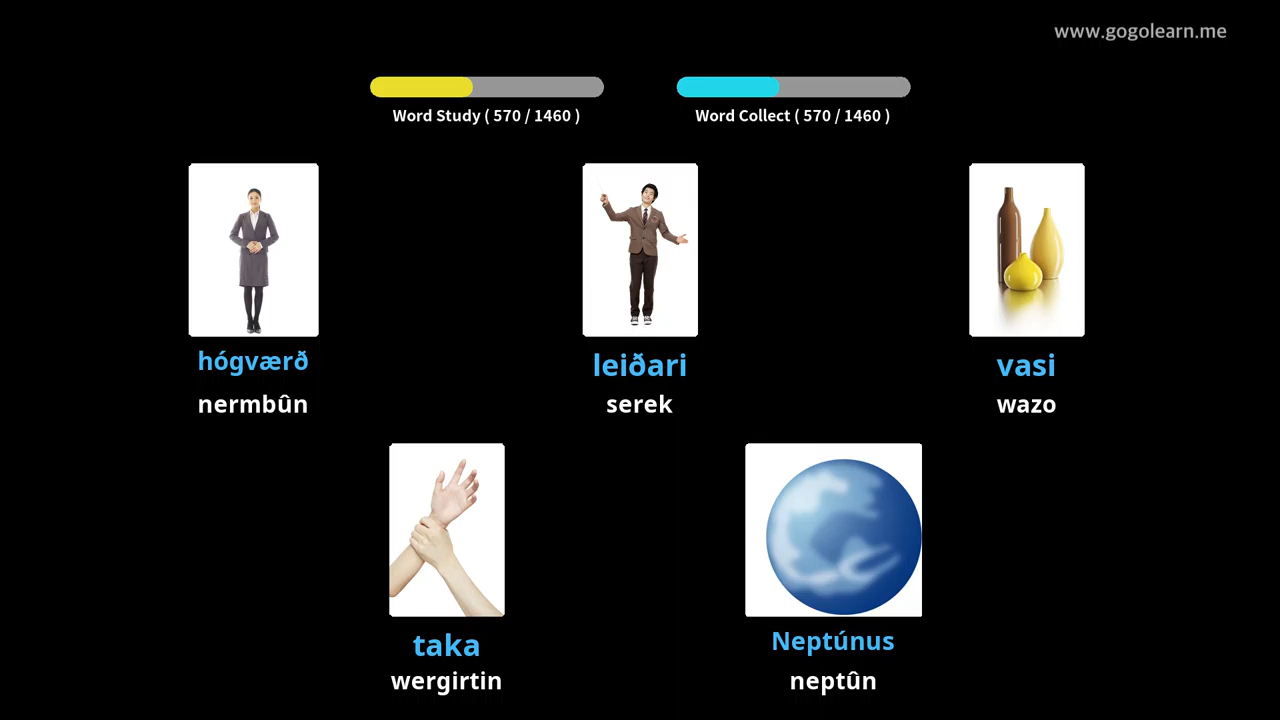 www.gogolearn.me
Word Study ( 570 / 1460 )
Word Collect ( 570 / 1460 )
hógværð
nermbûn
leiðari
serek
vasi
wazo
taka
wergirtin
Neptúnus
neptûn